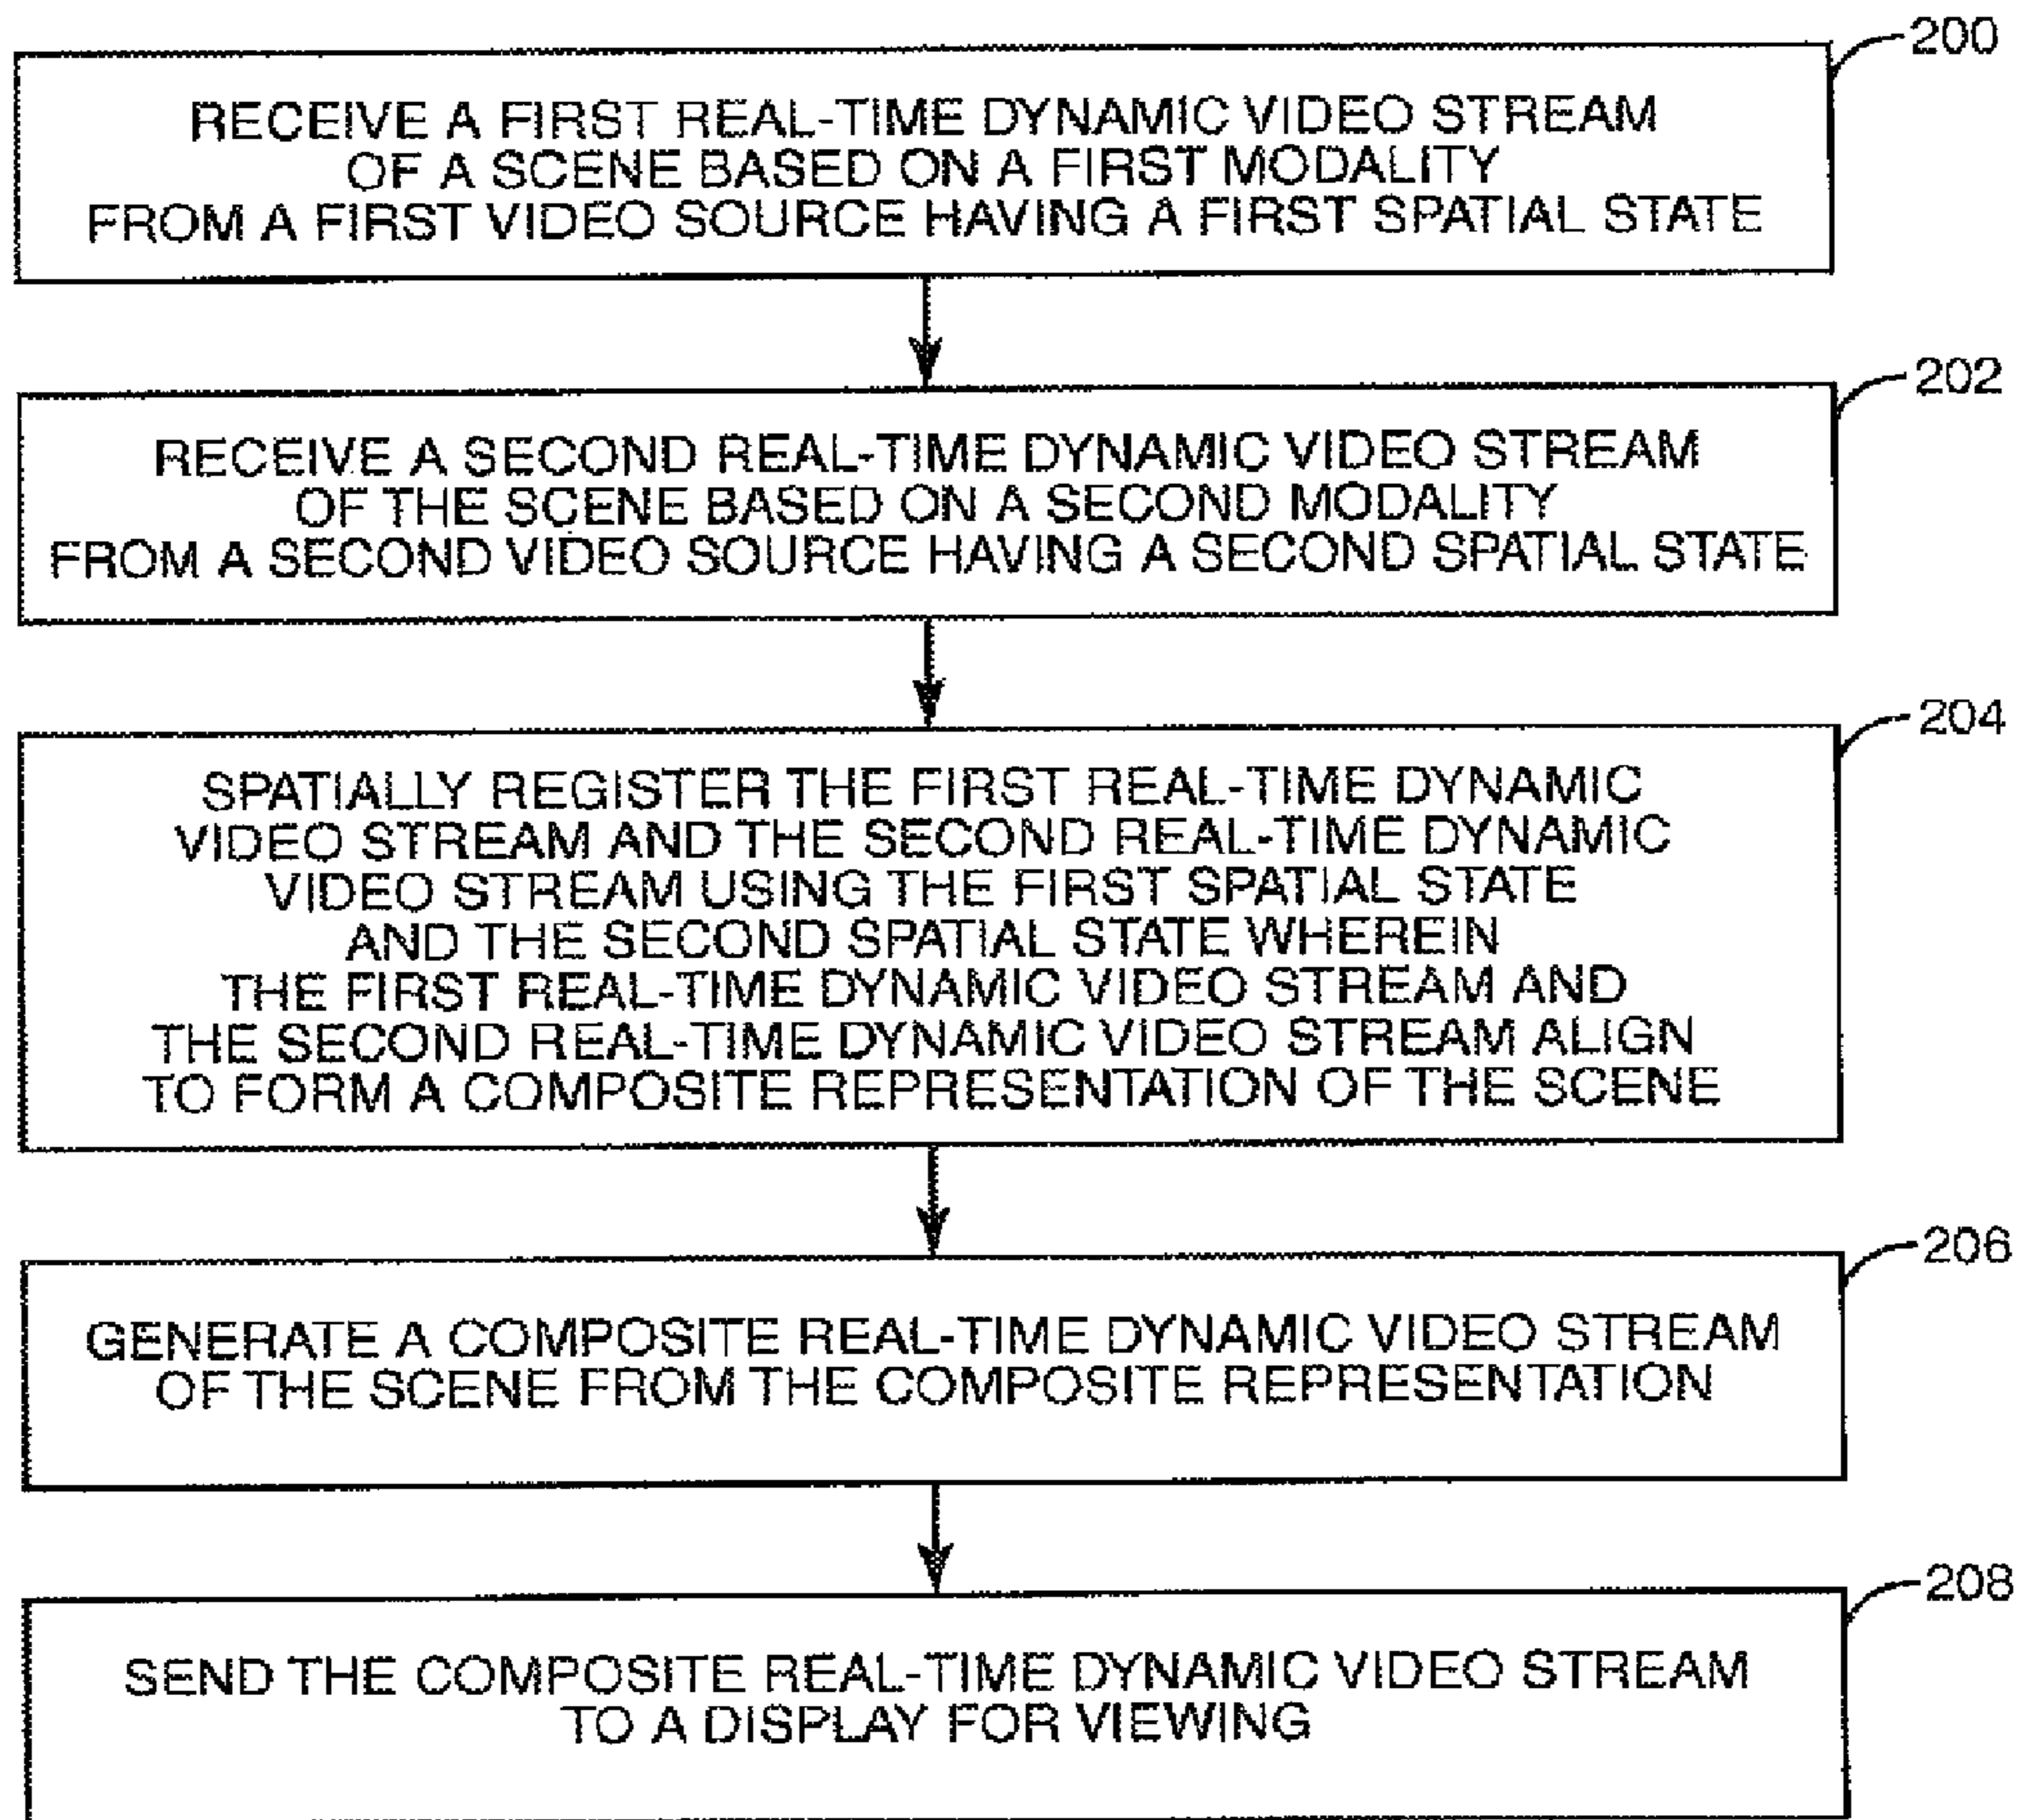 200
RECEIVE A FIRST REAL-TIME DYNAMIC VIDEO STREAM
OF A SCENE BASED ON A FIRST MODALITY
FROM A FIRST VIDEO SOURCE HAVING A FIRST SPATIAL STATE
202
RECEIVE A SECOND REAL-TIME DYNAMIC VIDEO STREAM
OF THE SCENE BASED ON A SECOND MODALITY
FROM A SECOND VIDEO SOURCE HAVING A SECOND SPATIAL STATE
204
SPATIALLY REGISTER THE FIRST REAL-TIME DYNAMIC
VIDEO STREAM AND THE SECOND REAL-TIME DYNAMIC
VIDEO STREAM USING THE FIRST SPATIAL STATE
AND THE SECOND SPATIAL STATE WHEREIN
THE FIRST REAL-TIME DYNAMIC VIDEO STREAM AND
THE SECOND REAL-TIME DYNAMIC VIDEO STREAM ALIGN
TO FORM A COMPOSITE REPRESENTATION OF THE SCENE
206
GENERATE A COMPOSITE REAL-TIME DYNAMIC VIDEO STREAM
OF THE SCENE FROM THE COMPOSITE REPRESENTATION
208
SEND THE COMPOSITE REAL-TIME DYNAMIC VIDEO STREAM
TO A DISPLAY FOR VIEWING